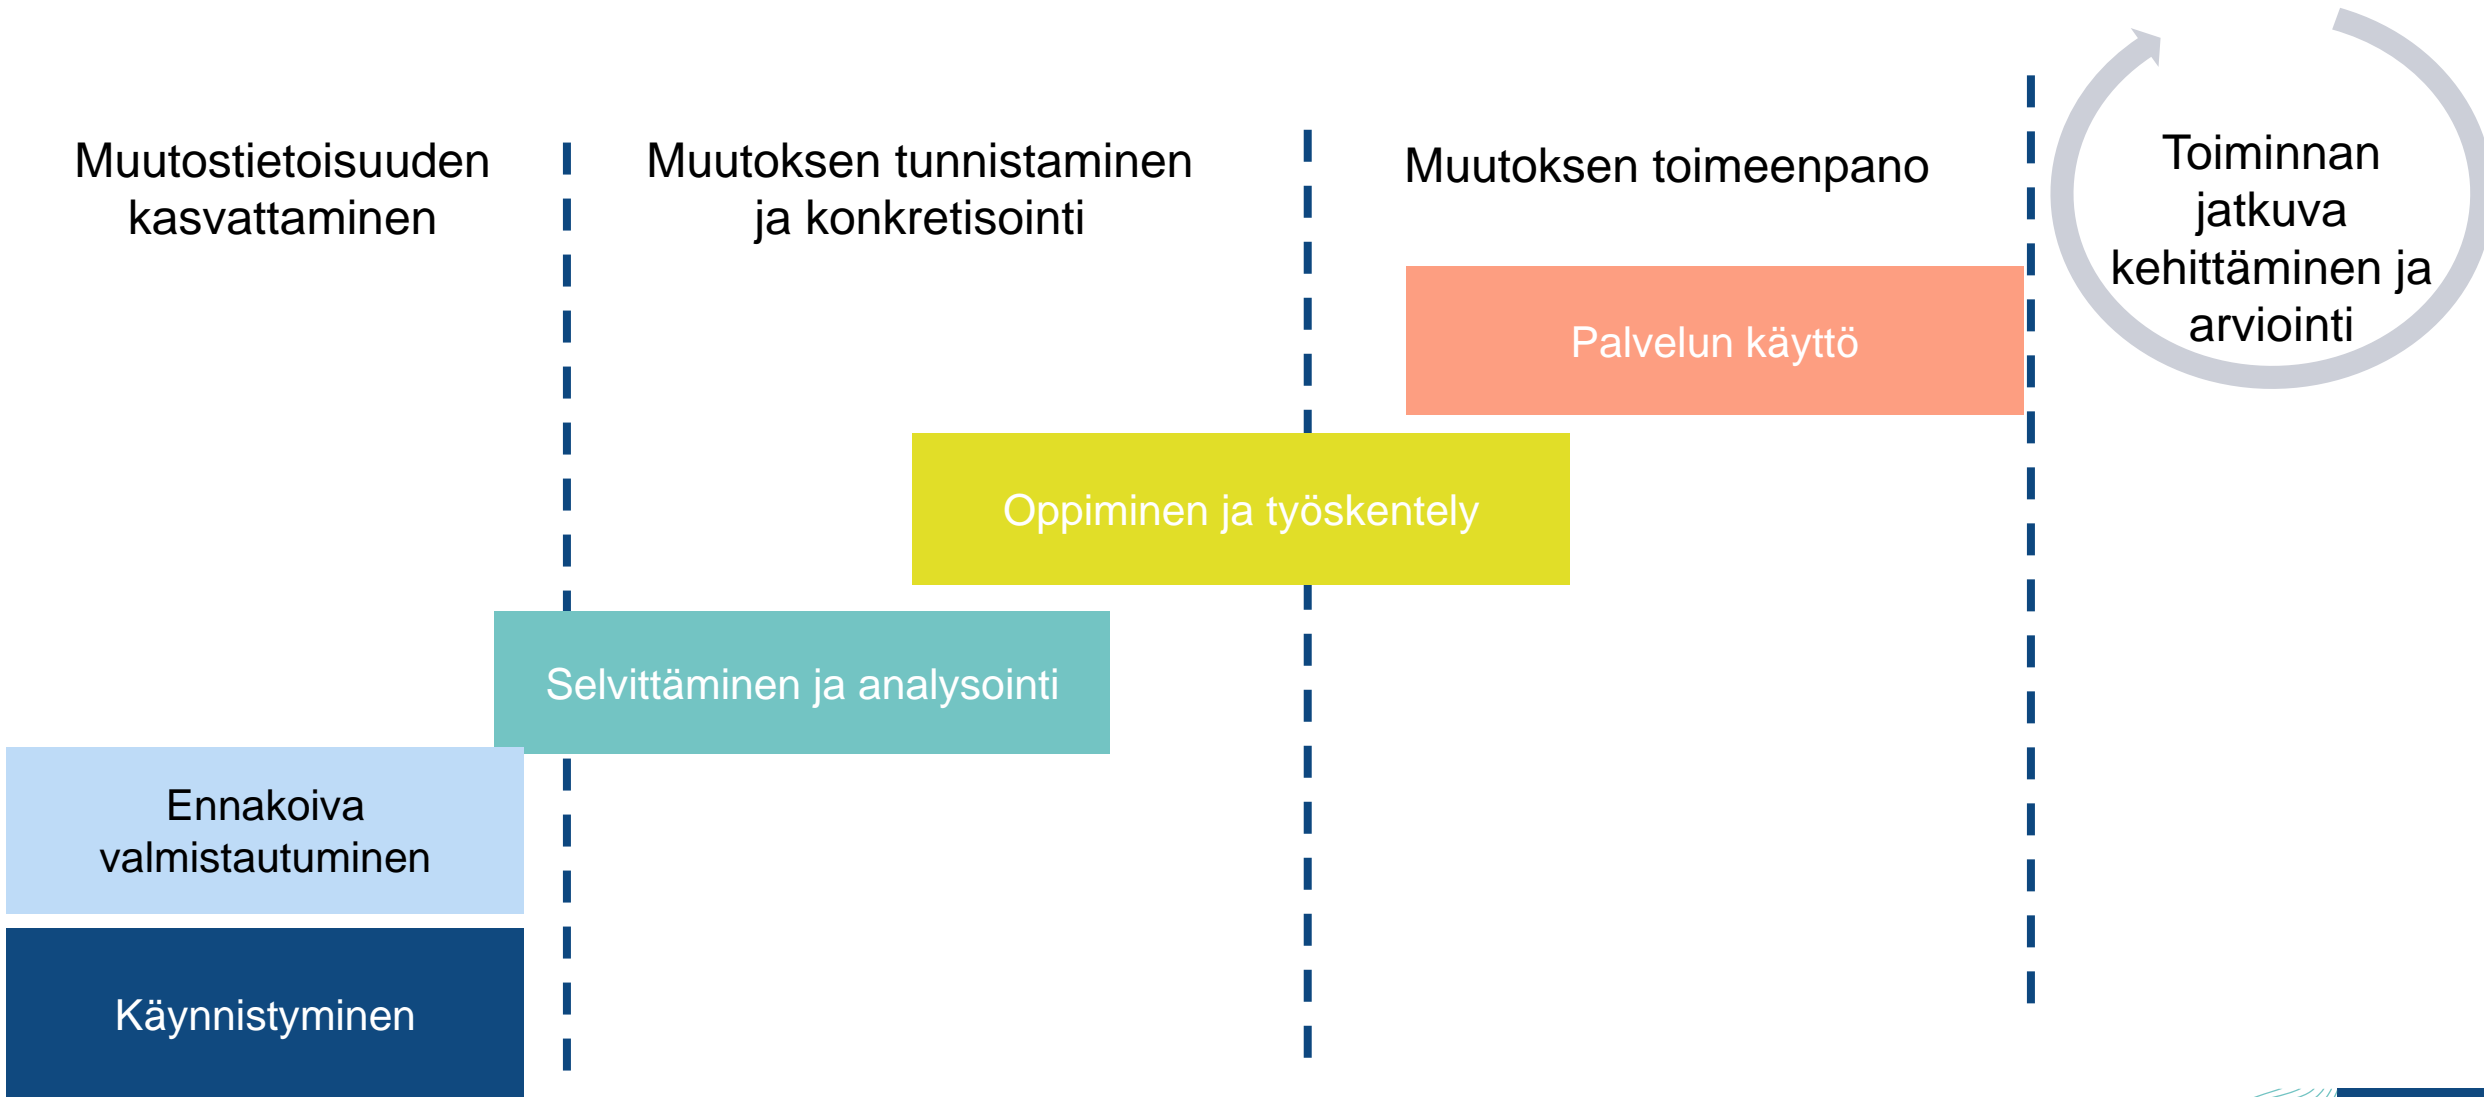 Muutostietoisuuden
kasvattaminen
Muutoksen tunnistaminen
ja konkretisointi
Muutoksen toimeenpano
Toiminnan
jatkuva
kehittäminen ja
arviointi
Palvelun käyttö
Oppiminen ja työskentely
Selvittäminen ja analysointi
Ennakoiva
valmistautuminen
Käynnistyminen